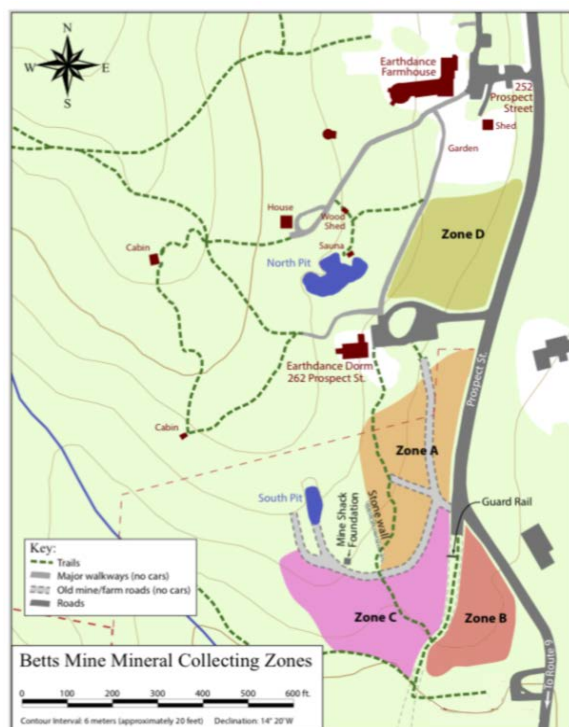 N
W E
S
Earthdance
Farmhouse
252
Prospect
Street
Shed
Garden
House
Wood
Shed
Zone D
Cabin
Sauna
North Pit
Earthdance Dorm
262 Prospect St.
Prospect St.
Cabin
Zone A
South Pit
Mine Shack
Foundation
Stone wall
Guard Rail
Key:
Trails
Major walkways (no cars)
Old mine/farm roads (no cars)
Roads
Zone C
Zone B
Betts Mine Mineral Collecting Zones
0 100 200 300 400 500 600 ft.
Contour Interval: 6 meters (approximately 20 feet) Declination: 14° 20'W
To Route 9